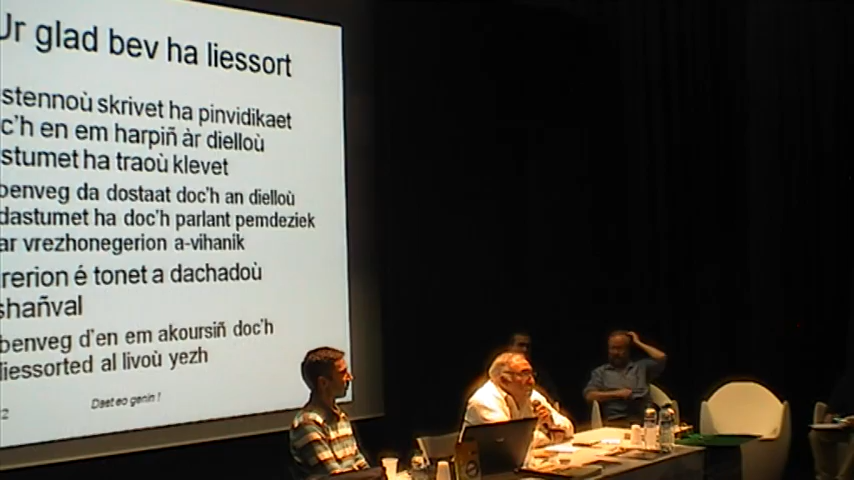 Ur glad bev ha liessort
stennoù skrivet ha pinvidikaet
c'h en em harpiñ àr dielloù
stumet ha traoù klevet
benveg da dostaat doc'h an dielloù
dastumet ha doc'h parlant pemdeziek
ar vrezhonegerion a-vihanik
rerion é tonet a dachadoù
shañval
benveg d'en em akoursiñ doc'h
liessorted al livoù yezh
2
Daet eo genin !